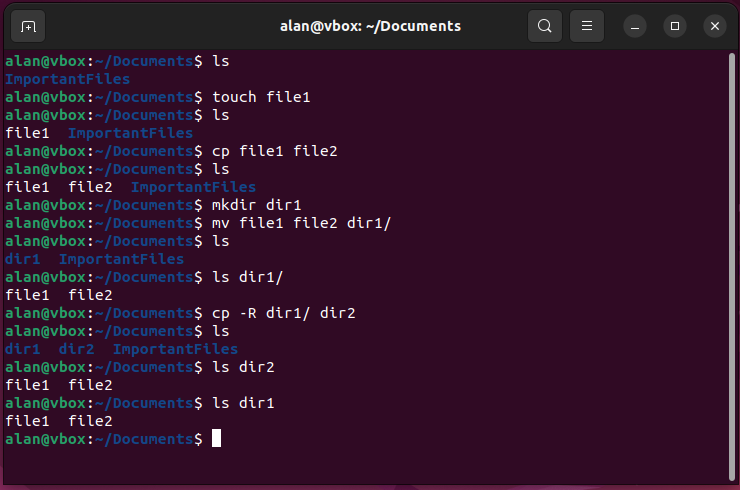 alan@vbox: ~/Documents
alan@vbox:~/Documents$ ls
ImportantFiles
alan@vbox:~/Documents$ touch file1
alan@vbox:~/Documents$ ls
file1  ImportantFiles
alan@vbox:~/Documents$ cp file1 file2
alan@vbox:~/Documents$ ls
file1  file2  ImportantFiles
alan@vbox:~/Documents$ mkdir dir1
alan@vbox:~/Documents$ mv file1 file2 dir1/
alan@vbox:~/Documents$ ls
dir1  ImportantFiles
alan@vbox:~/Documents$ ls dir1/
file1  file2
alan@vbox:~/Documents$ cp -R dir1/ dir2
alan@vbox:~/Documents$ ls
dir1  dir2  ImportantFiles
alan@vbox:~/Documents$ ls dir2
file1  file2
alan@vbox:~/Documents$ ls dir1
file1  file2
alan@vbox:~/Documents$